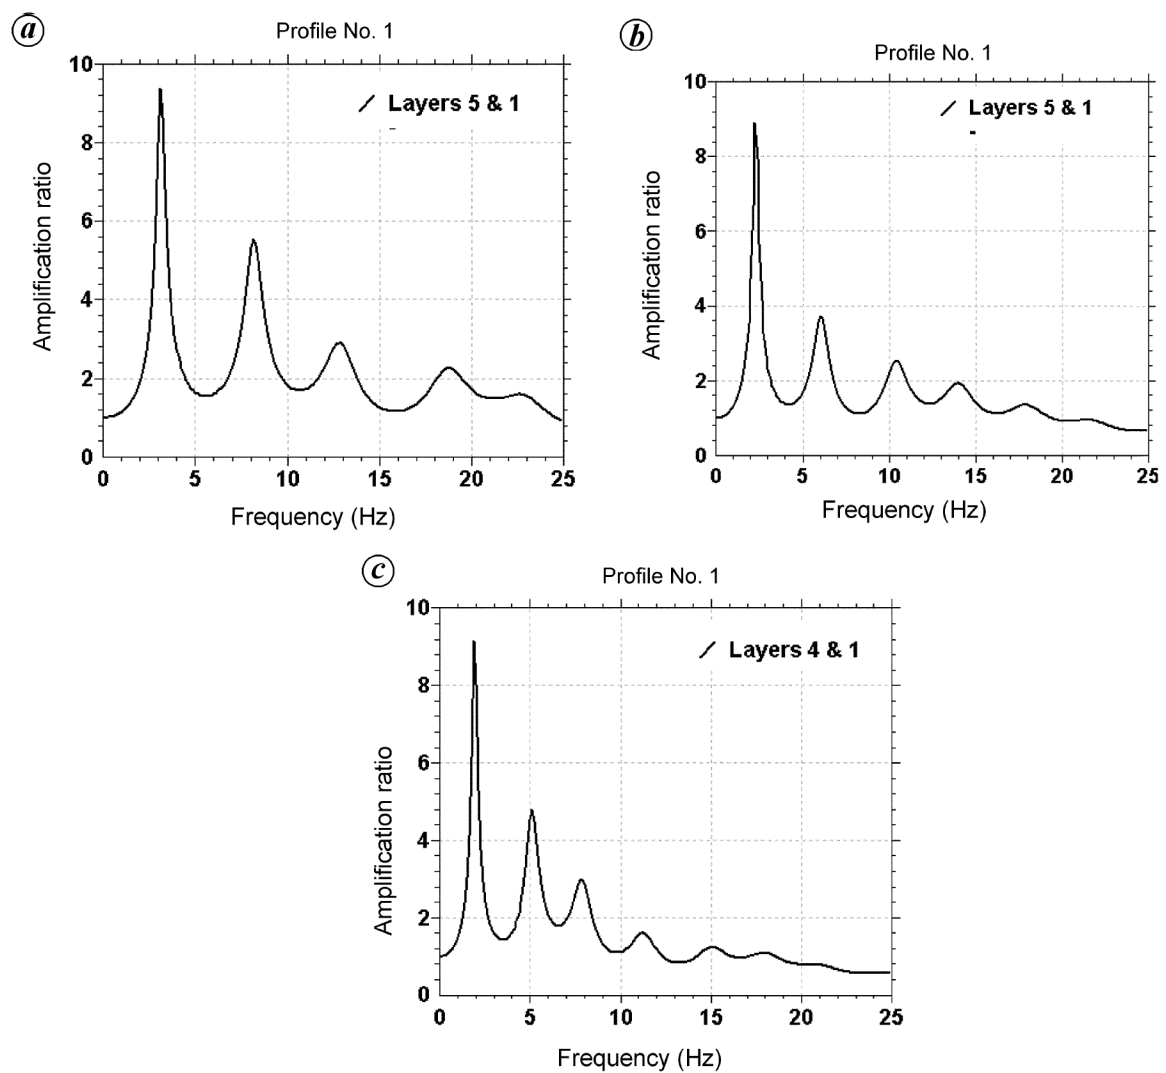 a
Profile No. 1
Layers 5 & 1
Amplification ratio
10
8
6
4
2
0
0 5 10 15 20 25
Frequency (Hz)
b
Profile No. 1
Layers 5 & 1
Amplification ratio
10
8
6
4
2
0
0 5 10 15 20 25
Frequency (Hz)
c
Profile No. 1
Layers 4 & 1
Amplification ratio
10
8
6
4
2
0
0 5 10 15 20 25
Frequency (Hz)